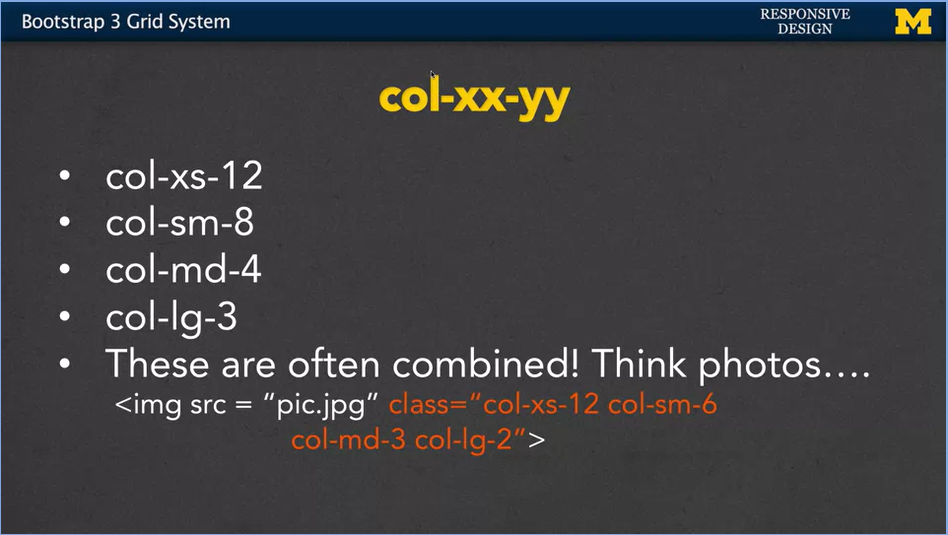 Bootstrap 3 Grid System
RESPONSIVE
DESIGN
M
col-xx-yy
• col-xs-12
• col-sm-8
• col-md-4
• col-lg-3
• These are often combined! Think photos….
<img src = “pic.jpg” class=“col-xs-12 col-sm-6
col-md-3 col-lg-2”>